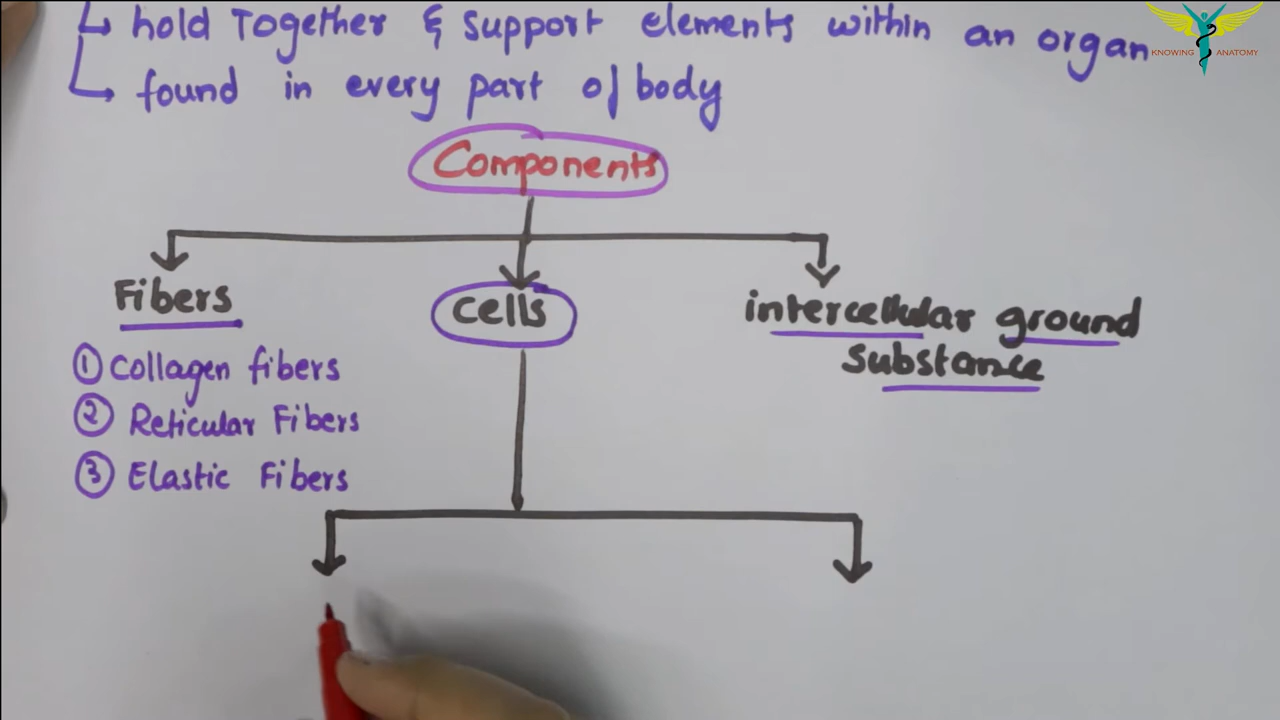 hold Together & Support elements within an organ
KNOWING ANATOMY
found in every part of body
Components
Fibers
Cells
intercellular ground
Substance
① Collagen fibers
② Reticular Fibers
③ Elastic Fibers